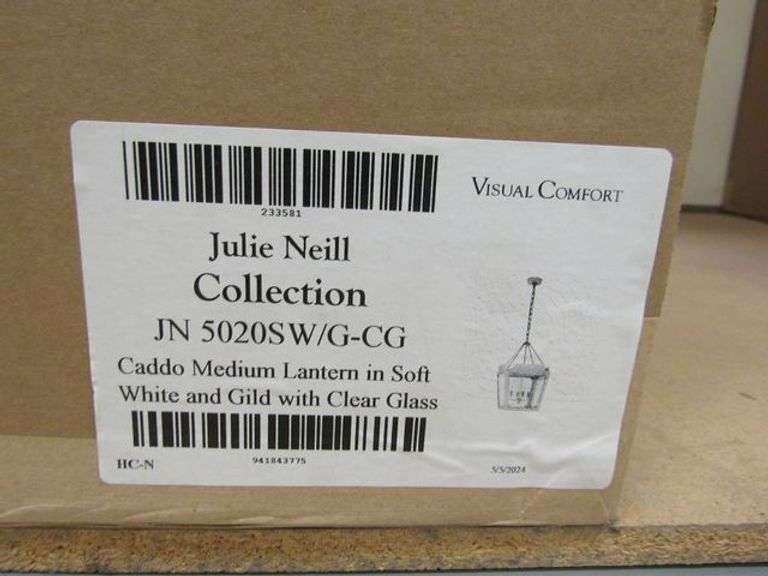 233581
VISUAL COMFORT
Julie Neill
Collection
JN 5020SW/G-CG
Caddo Medium Lantern in Soft
White and Gild with Clear Glass
HC-N
941843775
5/5/2024